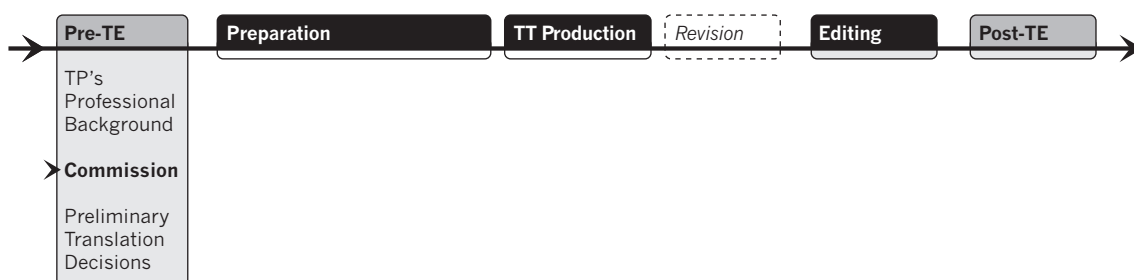 Pre-TE Preparation TT Production Revision Editing Post-TE
TP's
Professional
Background
Commission
Preliminary
Translation
Decisions